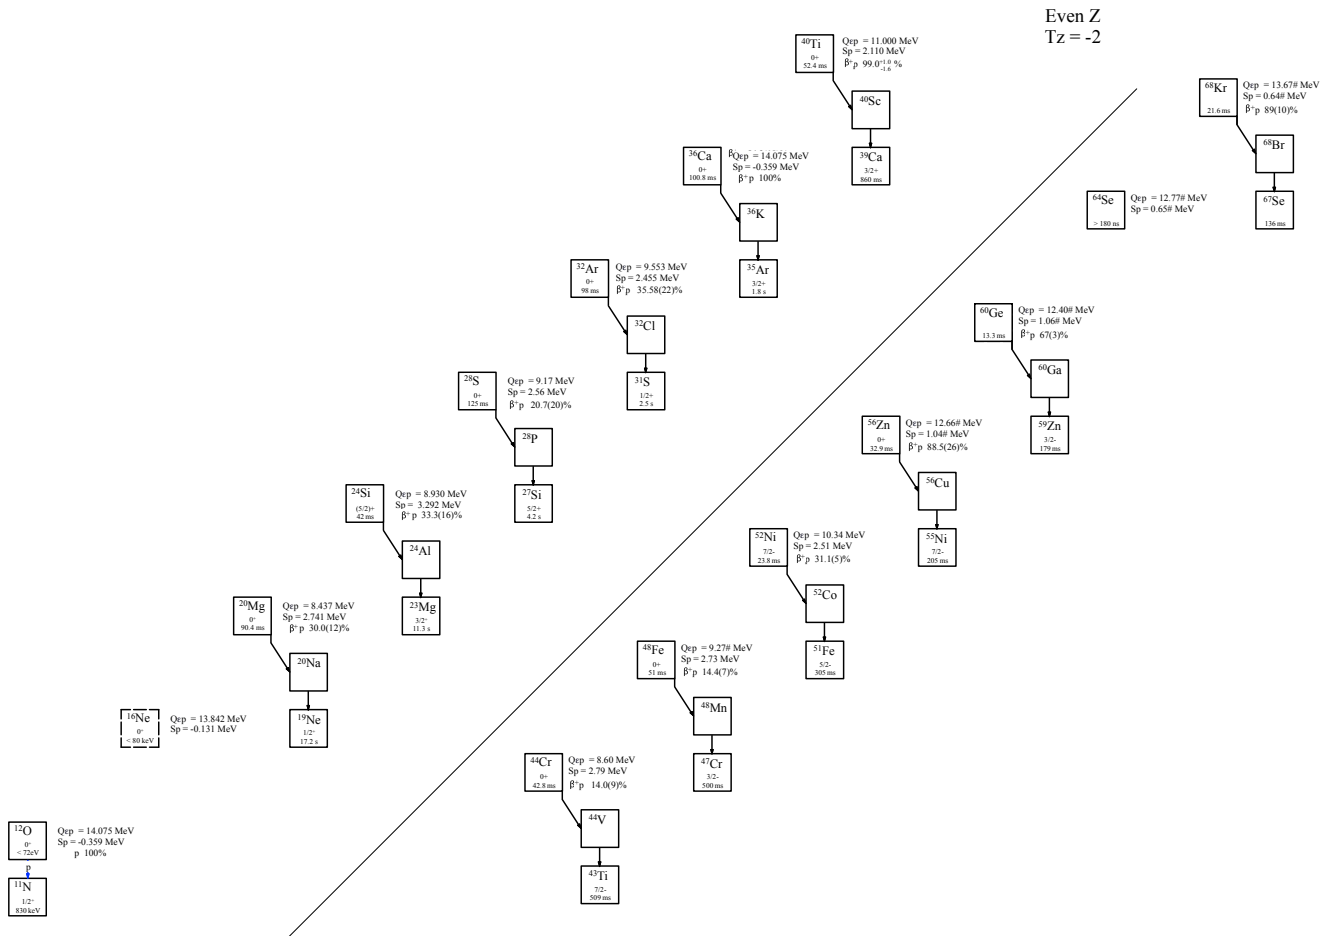 Even Z
Tz = -2
⁴⁰Ti
0+
52.4 ms
Qεp = 11.000 MeV
Sp = 2.110 MeV
β⁺p 99.0 +1.0 -1.6 %
⁴⁰Sc
³⁹Ca
3/2+
860 ms
⁶⁸Kr
21.6 ms
Qεp = 13.67# MeV
Sp = 0.64# MeV
β⁺p 89(10)%
⁶⁸Br
⁶⁷Se
136 ms
³⁶Ca
0+
100.8 ms
Qεp = 14.075 MeV
Sp = -0.359 MeV
β⁺p 100%
³⁶K
³⁵Ar
3/2+
1.8 s
⁶⁴Se
> 180 ns
Qεp = 12.77# MeV
Sp = 0.65# MeV
³²Ar
0+
98 ms
Qεp = 9.553 MeV
Sp = 2.455 MeV
β⁺p 35.58(22)%
³²Cl
³¹S
1/2+
2.5 s
⁶⁰Ge
13.3 ms
Qεp = 12.40# MeV
Sp = 1.06# MeV
β⁺p 67(3)%
⁶⁰Ga
⁵⁹Zn
3/2-
179 ms
²⁸S
0+
125 ms
Qεp = 9.17 MeV
Sp = 2.56 MeV
β⁺p 20.7(20)%
²⁸P
²⁷Si
5/2+
4.2 s
⁵⁶Zn
0+
32.9 ms
Qεp = 12.66# MeV
Sp = 1.04# MeV
β⁺p 88.5(26)%
⁵⁶Cu
⁵⁵Ni
7/2-
205 ms
²⁴Si
(5/2)+
42 ms
Qεp = 8.930 MeV
Sp = 3.292 MeV
β⁺p 33.3(16)%
²⁴Al
²³Mg
3/2⁺
11.3 s
⁵²Ni
7/2-
23.8 ms
Qεp = 10.34 MeV
Sp = 2.51 MeV
β⁺p 31.1(5)%
⁵²Co
⁵¹Fe
5/2-
305 ms
²⁰Mg
0⁺
90.4 ms
Qεp = 8.437 MeV
Sp = 2.741 MeV
β⁺p 30.0(12)%
²⁰Na
¹⁹Ne
1/2⁺
17.2 s
⁴⁸Fe
0+
51 ms
Qεp = 9.27# MeV
Sp = 2.73 MeV
β⁺p 14.4(7)%
⁴⁸Mn
⁴⁷Cr
3/2-
500 ms
¹⁶Ne
0⁺
< 80 keV
Qεp = 13.842 MeV
Sp = -0.131 MeV
⁴⁴Cr
0+
42.8 ms
Qεp = 8.60 MeV
Sp = 2.79 MeV
β⁺p 14.0(9)%
⁴⁴V
⁴³Ti
7/2-
509 ms
¹²O
0⁺
< 72eV
Qεp = 14.075 MeV
Sp = -0.359 MeV
p 100%
p
¹¹N
1/2⁺
830 keV